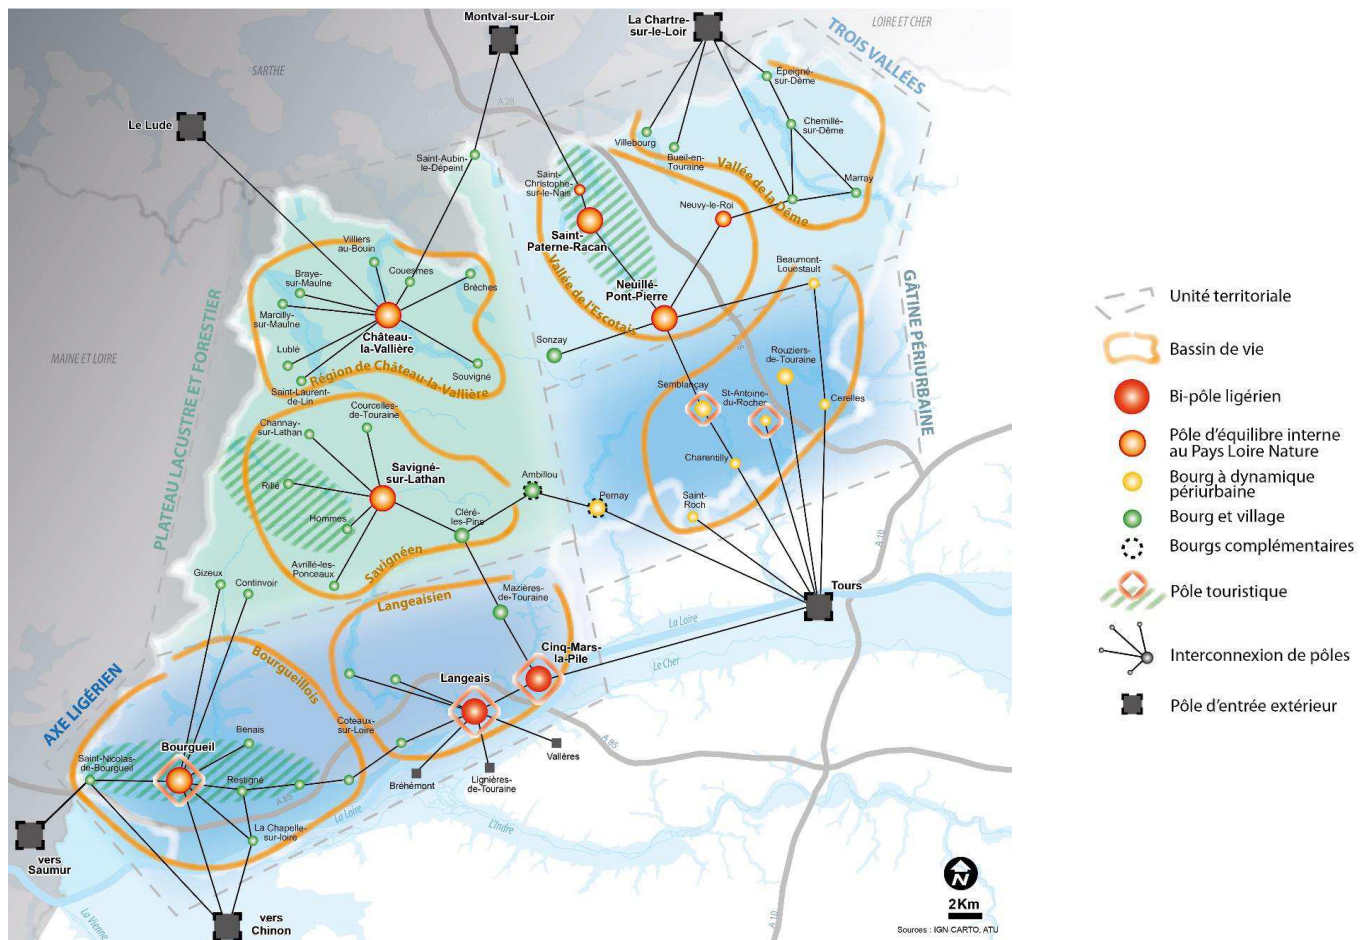 Montval-sur-Loir
La Chartre-
sur-le-Loir
LOIRE ET CHER
TROIS VALLÉES
SARTHE
Le Lude
A 28
Épeigné-
sur-Dême
Chemillé-
sur-Dême
Villebourg
Bueil-en-
Touraine
Vallée de la Dême
Marray
Saint-Aubin-
le-Dépeint
Saint-
Christophe-
sur-le-Nais
Neuvy-le-Roi
Saint-
Paterne-Racan
Vallée de l'Escotais
Neuillé-
Pont-Pierre
Beaumont-
Louestault
GÂTINE PÉRIURBAINE
Villiers
au-Bouin
Couesmes
Braye-
sur-Maulne
Brèches
Marcilly-
sur-Maulne
Château-
la-Vallière
Lublé
Souvigné
Région de Château-la-Vallière
Saint-Laurent-
de-Lin
Sonzay
Rouziers-
de-Touraine
Semblançay
St-Antoine-
du-Rocher
Cerelles
Charentilly
Saint-
Roch
MAINE ET LOIRE
PLATEAU LACUSTRE ET FORESTIER
Courcelles-
de-Touraine
Channay-
sur-Lathan
Savigné-
sur-Lathan
Rillé
Hommes
Ambillou
Pernay
Cléré-
les-Pins
Avrillé-les-
Ponceaux
Savignéen
Gizeux
Continvoir
Langeaisien
Mazières-
de-Touraine
Tours
A 10
La Loire
Le Cher
Cinq-Mars-
la-Pile
Langeais
Bourgueillois
AXE LIGÉRIEN
Coteaux-
sur-Loire
Bourgueil
Benais
Saint-Nicolas-
de-Bourgueil
Restigné
A 85
A 85
Vallères
Bréhémont
Lignières-
de-Touraine
La Loire
L'Indre
La Chapelle-
sur-loire
vers
Saumur
La Vienne
vers
Chinon
A 10
N
2Km
Sources : IGN CARTO, ATU
Unité territoriale
Bassin de vie
Bi-pôle ligérien
Pôle d'équilibre interne
au Pays Loire Nature
Bourg à dynamique
périurbaine
Bourg et village
Bourgs complémentaires
Pôle touristique
Interconnexion de pôles
Pôle d'entrée extérieur